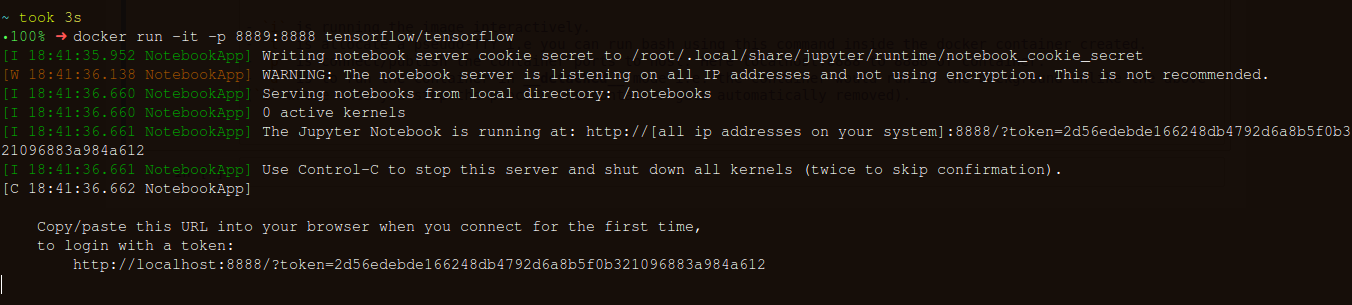 ~ took 3s
•100% ➜ docker run -it -p 8889:8888 tensorflow/tensorflow
[I 18:41:35.952 NotebookApp] Writing notebook server cookie secret to /root/.local/share/jupyter/runtime/notebook_cookie_secret
[W 18:41:36.138 NotebookApp] WARNING: The notebook server is listening on all IP addresses and not using encryption. This is not recommended.
[I 18:41:36.660 NotebookApp] Serving notebooks from local directory: /notebooks
[I 18:41:36.660 NotebookApp] 0 active kernels
[I 18:41:36.661 NotebookApp] The Jupyter Notebook is running at: http://[all ip addresses on your system]:8888/?token=2d56edebde166248db4792d6a8b5f0b3
21096883a984a612
[I 18:41:36.661 NotebookApp] Use Control-C to stop this server and shut down all kernels (twice to skip confirmation).
[C 18:41:36.662 NotebookApp]
Copy/paste this URL into your browser when you connect for the first time,
to login with a token:
http://localhost:8888/?token=2d56edebde166248db4792d6a8b5f0b321096883a984a612